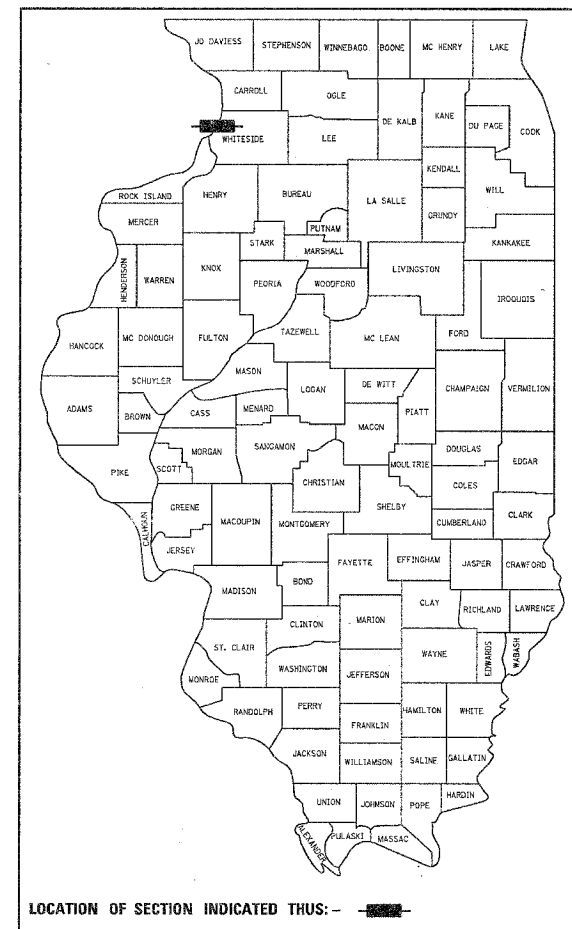 JO DAVIESS STEPHENSON WINNEBAGO BOONE MC HENRY LAKE
CARROLL OGLE
DE KALB KANE DU PAGE COOK
WHITESIDE LEE
KENDALL WILL
ROCK ISLAND HENRY BUREAU LA SALLE GRUNDY
MERCER PUTNAM
STARK MARSHALL KANKAKEE
HENDERSON WARREN KNOX PEORIA WOODFORD LIVINGSTON IROQUOIS
HANCOCK MC DONOUGH FULTON TAZEWELL MC LEAN FORD
MASON
SCHUYLER LOGAN DE WITT CHAMPAIGN VERMILION
ADAMS BROWN CASS MENARD PIATT
MACON
PIKE SCOTT MORGAN SANGAMON MOULTRIE DOUGLAS EDGAR
CHRISTIAN COLES
CALHOUN GREENE MACOUPIN MONTGOMERY SHELBY CUMBERLAND CLARK
JERSEY
FAYETTE EFFINGHAM JASPER CRAWFORD
MADISON BOND
CLAY RICHLAND LAWRENCE
CLINTON MARION
ST. CLAIR WAYNE EDWARDS WABASH
WASHINGTON JEFFERSON
MONROE
RANDOLPH PERRY HAMILTON WHITE
FRANKLIN
JACKSON WILLIAMSON SALINE GALLATIN
HARDIN
UNION JOHNSON POPE
ALEXANDER PULASKI MASSAC
LOCATION OF SECTION INDICATED THUS: -